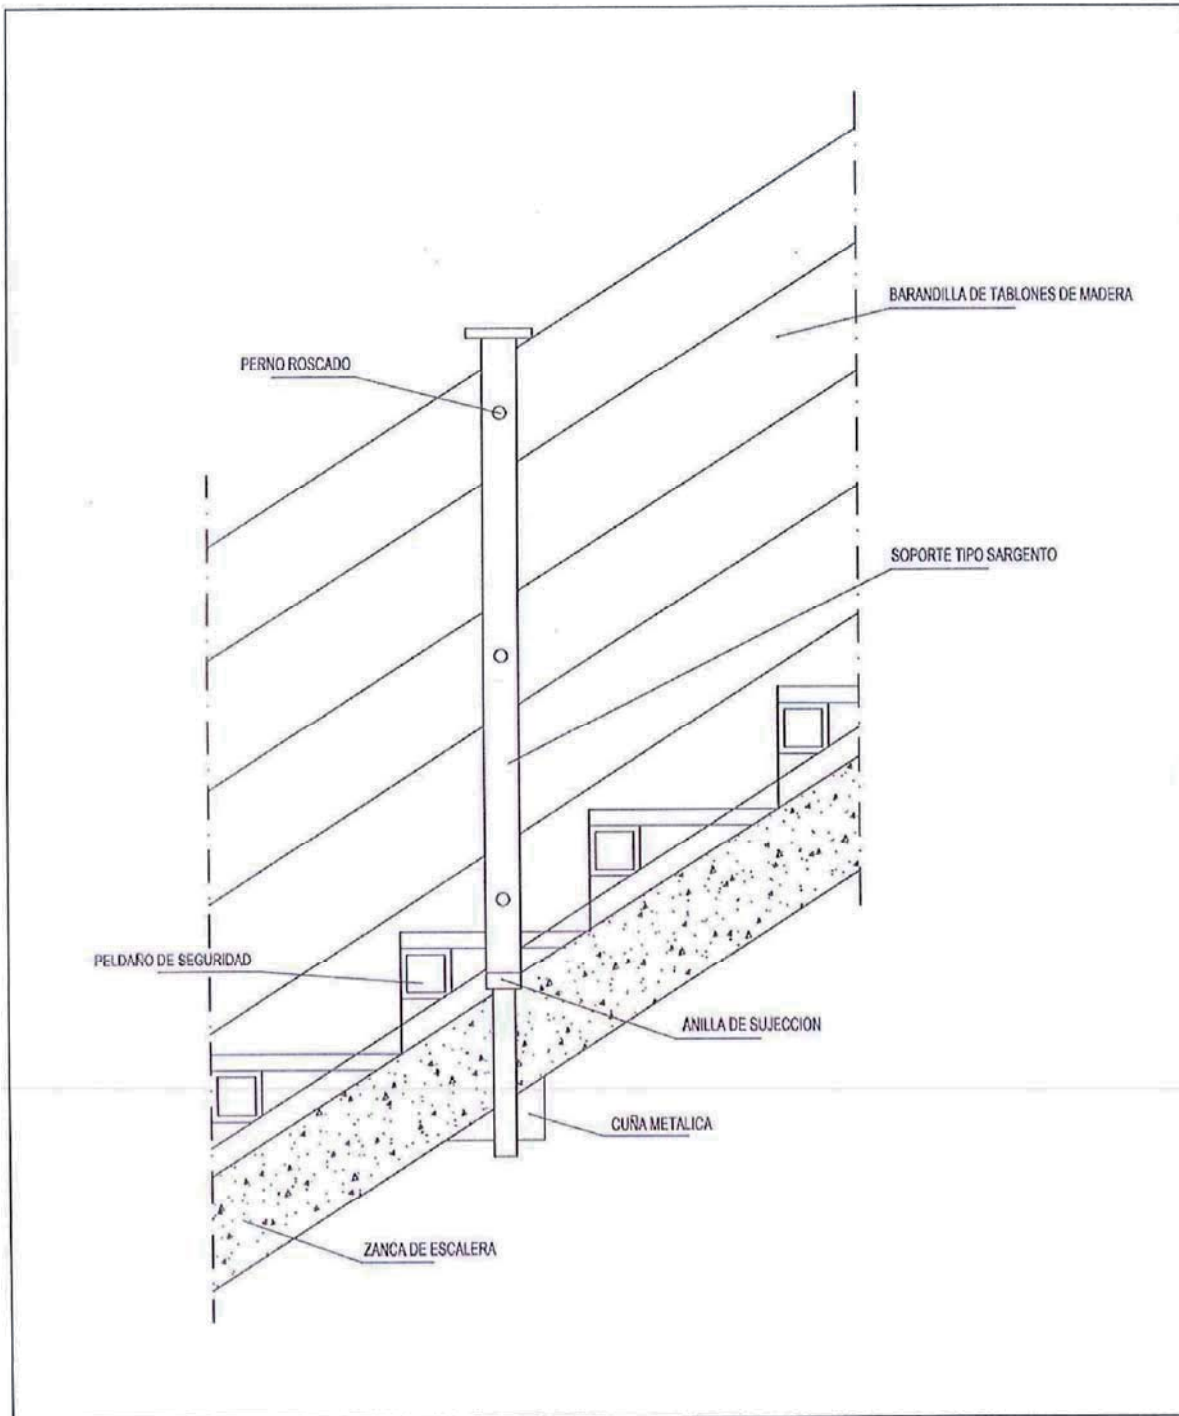 BARANDILLA DE TABLONES DE MADERA
PERNO ROSCADO
SOPORTE TIPO SARGENTO
PELDAÑO DE SEGURIDAD
ANILLA DE SUJECCION
CUÑA METALICA
ZANCA DE ESCALERA